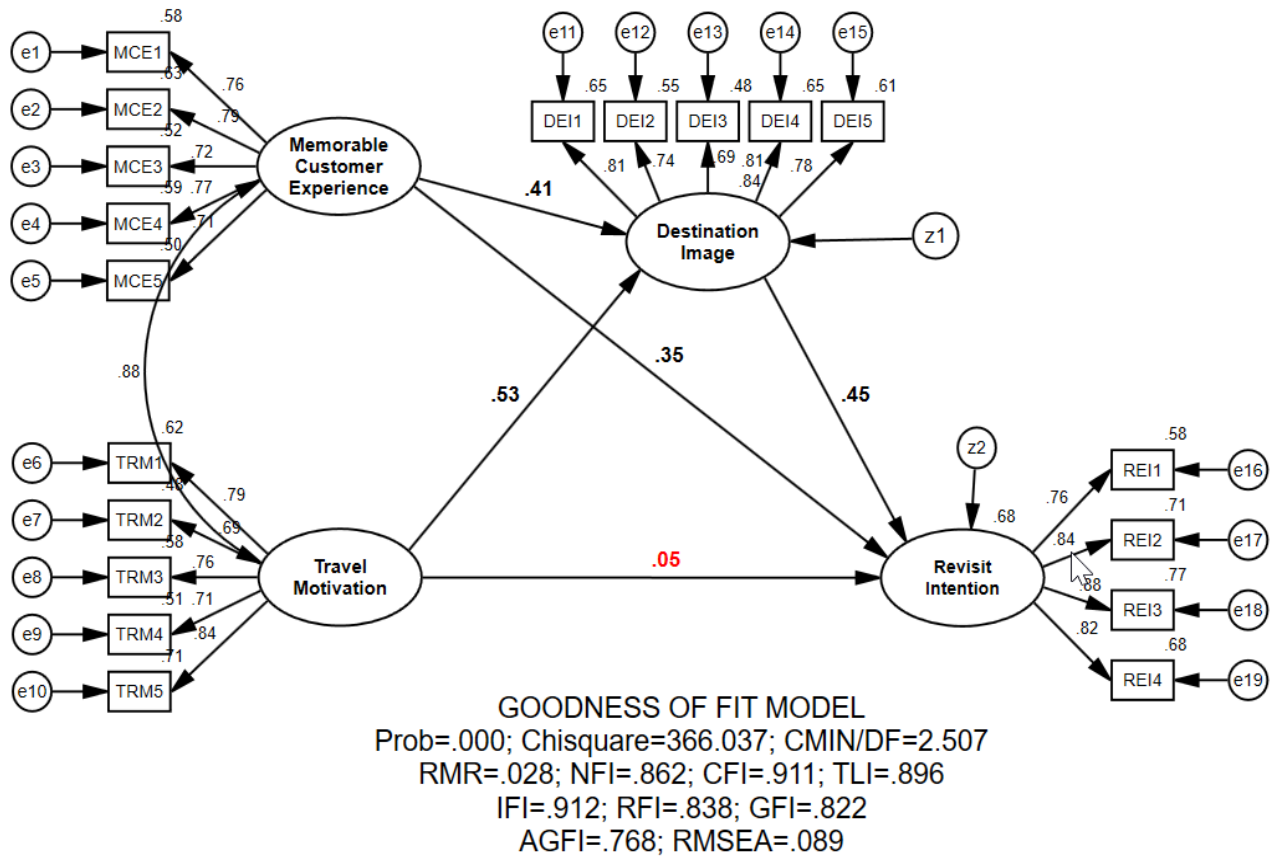 .58
e1 MCE1
.76
.63
e2 MCE2
.79
.52
e3 MCE3
.72
.59 .77
e4 MCE4
.71
.50
e5 MCE5
Memorable
Customer
Experience
e11 e12 e13 e14 e15
.65 .55 .48 .65 .61
DEI1 DEI2 DEI3 DEI4 DEI5
.81 .74 .69 .81 .78
.84
Destination
Image
z1
.41
.35
.88
.53
.45
.62
e6 TRM1
.79
.48
e7 TRM2
.69
.58
e8 TRM3
.76
.51 .71
e9 TRM4
.84
.71
e10 TRM5
Travel
Motivation
.05
z2
.68
Revisit
Intention
.58
.76 REI1 e16
.71
.84 REI2 e17
.77
.88 REI3 e18
.68
.82 REI4 e19
GOODNESS OF FIT MODEL
Prob=.000; Chisquare=366.037; CMIN/DF=2.507
RMR=.028; NFI=.862; CFI=.911; TLI=.896
IFI=.912; RFI=.838; GFI=.822
AGFI=.768; RMSEA=.089